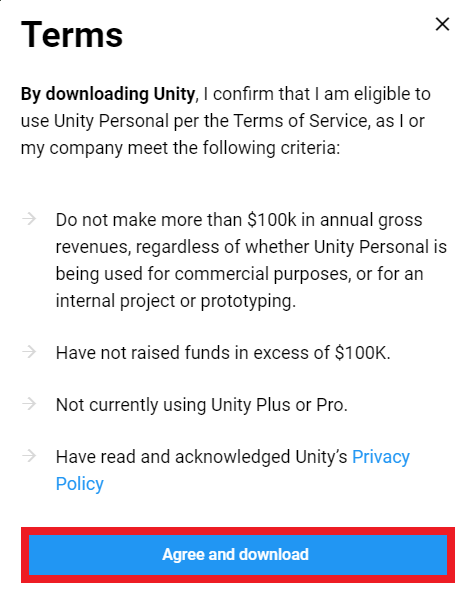 Terms
By downloading Unity, I confirm that I am eligible to
use Unity Personal per the Terms of Service, as I or
my company meet the following criteria:
Do not make more than $100k in annual gross
revenues, regardless of whether Unity Personal is
being used for commercial purposes, or for an
internal project or prototyping.
Have not raised funds in excess of $100K.
Not currently using Unity Plus or Pro.
Have read and acknowledged Unity’s Privacy
Policy
Agree and download